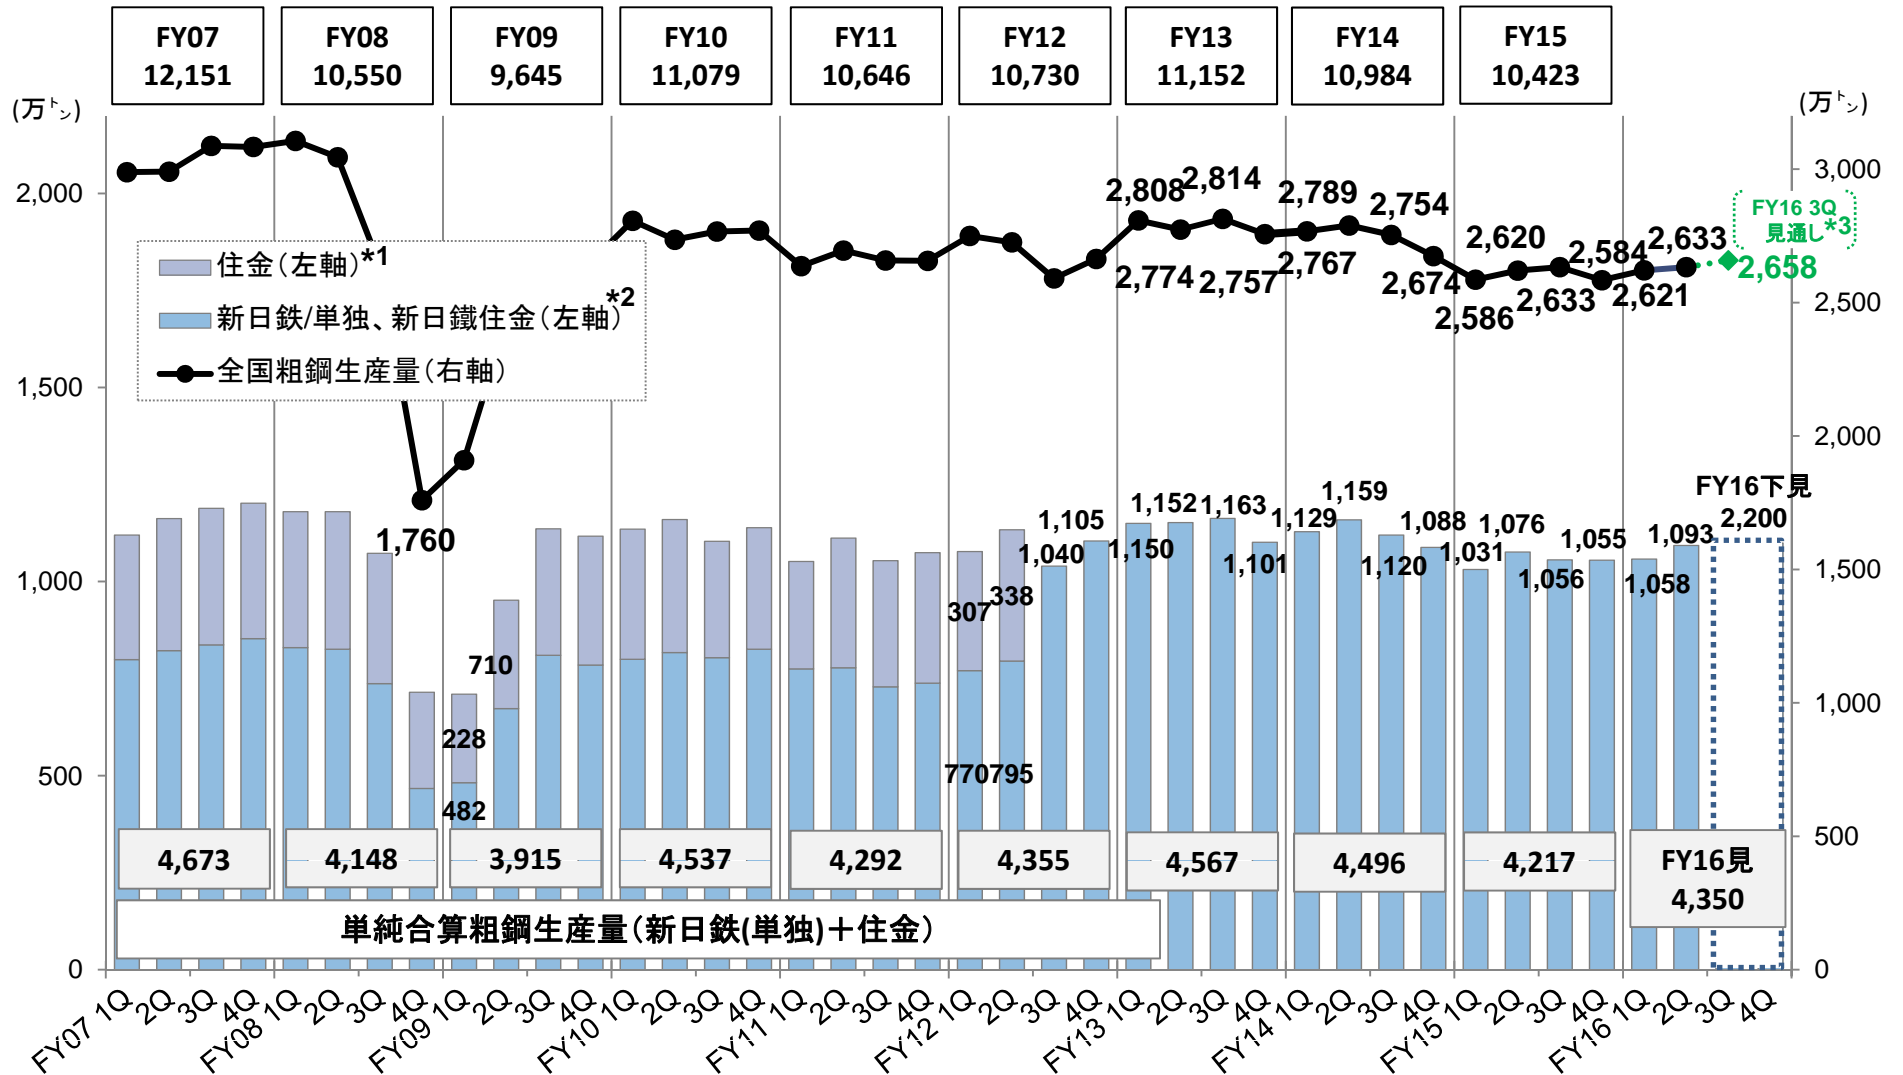 FY07
12,151
FY08
10,550
FY09
9,645
FY10
11,079
FY11
10,646
FY12
10,730
FY13
11,152
FY14
10,984
FY15
10,423
(万トン)
(万トン)
2,000
1,500
1,000
500
0
3,000
2,500
2,000
1,500
1,000
500
0
住金(左軸)*1
新日鉄/単独、新日鐵住金(左軸)*2
全国粗鋼生産量(右軸)
1,760
2,808
2,774
2,814
2,757
2,767
2,789
2,754
2,674
2,586
2,620
2,633
2,584
2,621
2,633
FY16 3Q
見通し*3
2,658
710
228
482
307
770
338
795
1,040
1,105
1,150
1,152
1,163
1,101
1,129
1,159
1,120
1,088
1,031
1,076
1,056
1,055
1,058
1,093
FY16下見
2,200
4,673
4,148
3,915
4,537
4,292
4,355
4,567
4,496
4,217
FY16見
4,350
単純合算粗鋼生産量(新日鉄(単独)+住金)
FY07 1Q
2Q
3Q
4Q
FY08 1Q
2Q
3Q
4Q
FY09 1Q
2Q
3Q
4Q
FY10 1Q
2Q
3Q
4Q
FY11 1Q
2Q
3Q
4Q
FY12 1Q
2Q
3Q
4Q
FY13 1Q
2Q
3Q
4Q
FY14 1Q
2Q
3Q
4Q
FY15 1Q
2Q
3Q
4Q
FY16 1Q
2Q
3Q
4Q